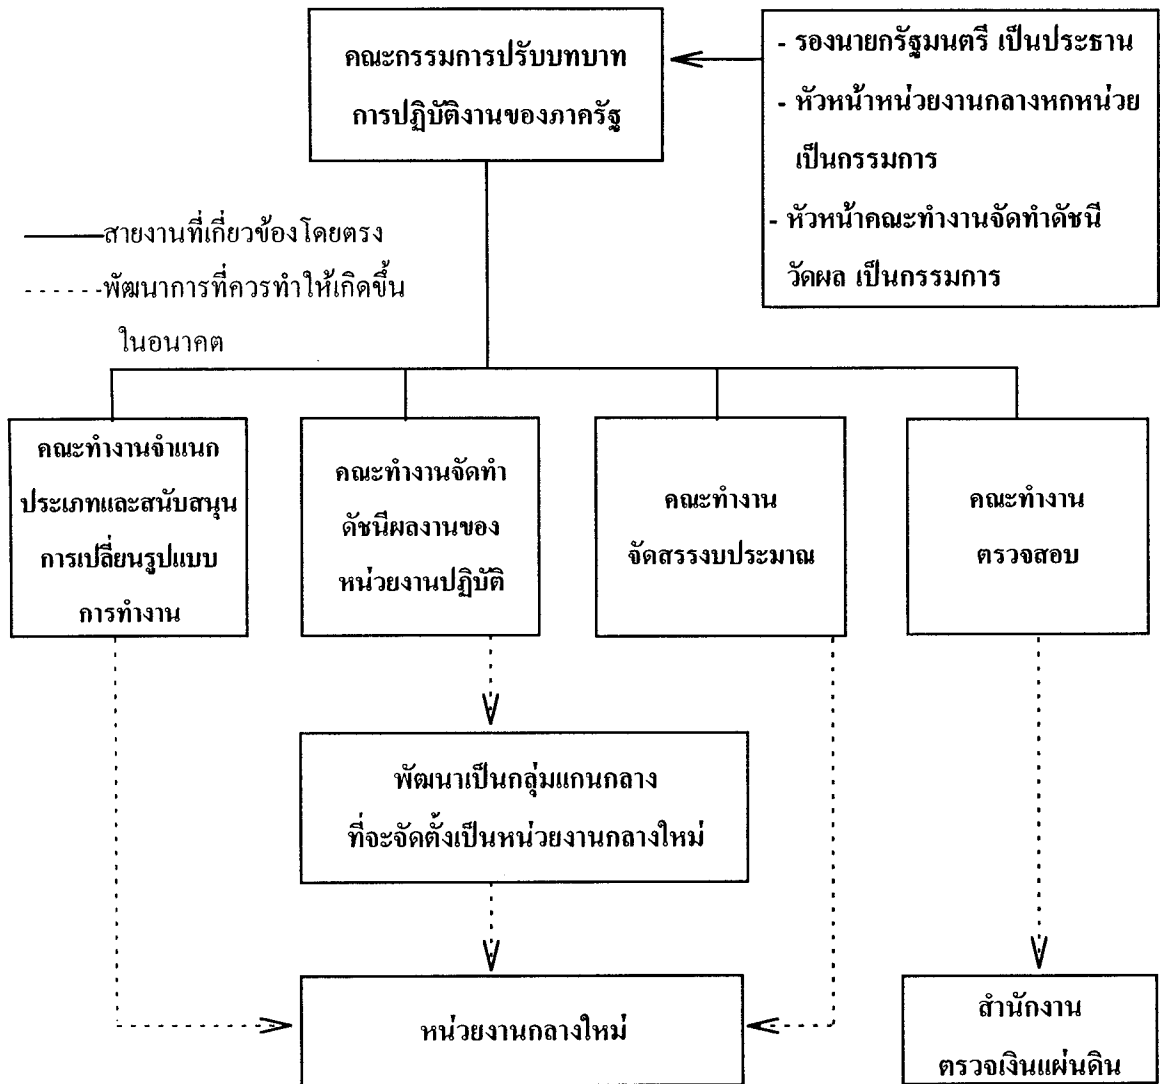 คณะกรรมการปรับบทบาท
การปฏิบัติงานของภาครัฐ
- รองนายกรัฐมนตรี เป็นประธาน
- หัวหน้าหน่วยงานกลางหกหน่วย
เป็นกรรมการ
- หัวหน้าคณะทำงานจัดทำดัชนี
วัดผล เป็นกรรมการ
สายงานที่เกี่ยวข้องโดยตรง
พัฒนาการที่ควรทำให้เกิดขึ้น
ในอนาคต
คณะทำงานจำแนก
ประเภทและสนับสนุน
การเปลี่ยนรูปแบบ
การทำงาน
คณะทำงานจัดทำ
ดัชนีผลงานของ
หน่วยงานปฏิบัติ
คณะทำงาน
จัดสรรงบประมาณ
คณะทำงาน
ตรวจสอบ
พัฒนาเป็นกลุ่มแกนกลาง
ที่จะจัดตั้งเป็นหน่วยงานกลางใหม่
หน่วยงานกลางใหม่
สำนักงาน
ตรวจเงินแผ่นดิน